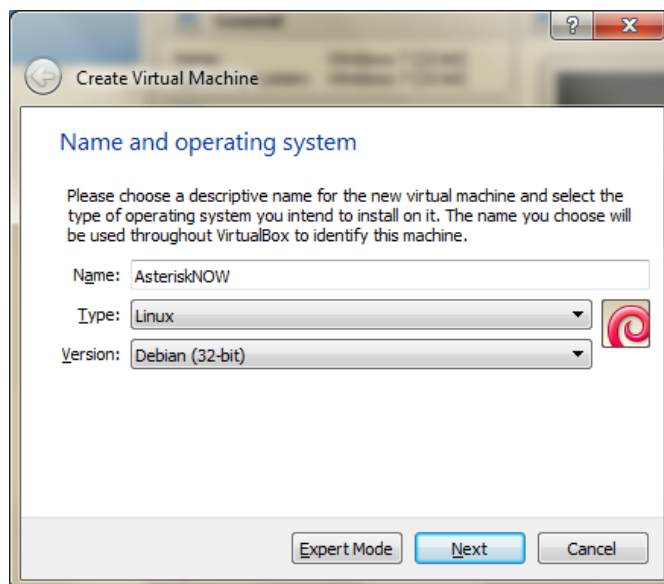 ?
Create Virtual Machine
Name and operating system
Please choose a descriptive name for the new virtual machine and select the
type of operating system you intend to install on it. The name you choose will
be used throughout VirtualBox to identify this machine.
Name: AsteriskNOW
Type: Linux
Version: Debian (32-bit)
Expert Mode Next Cancel